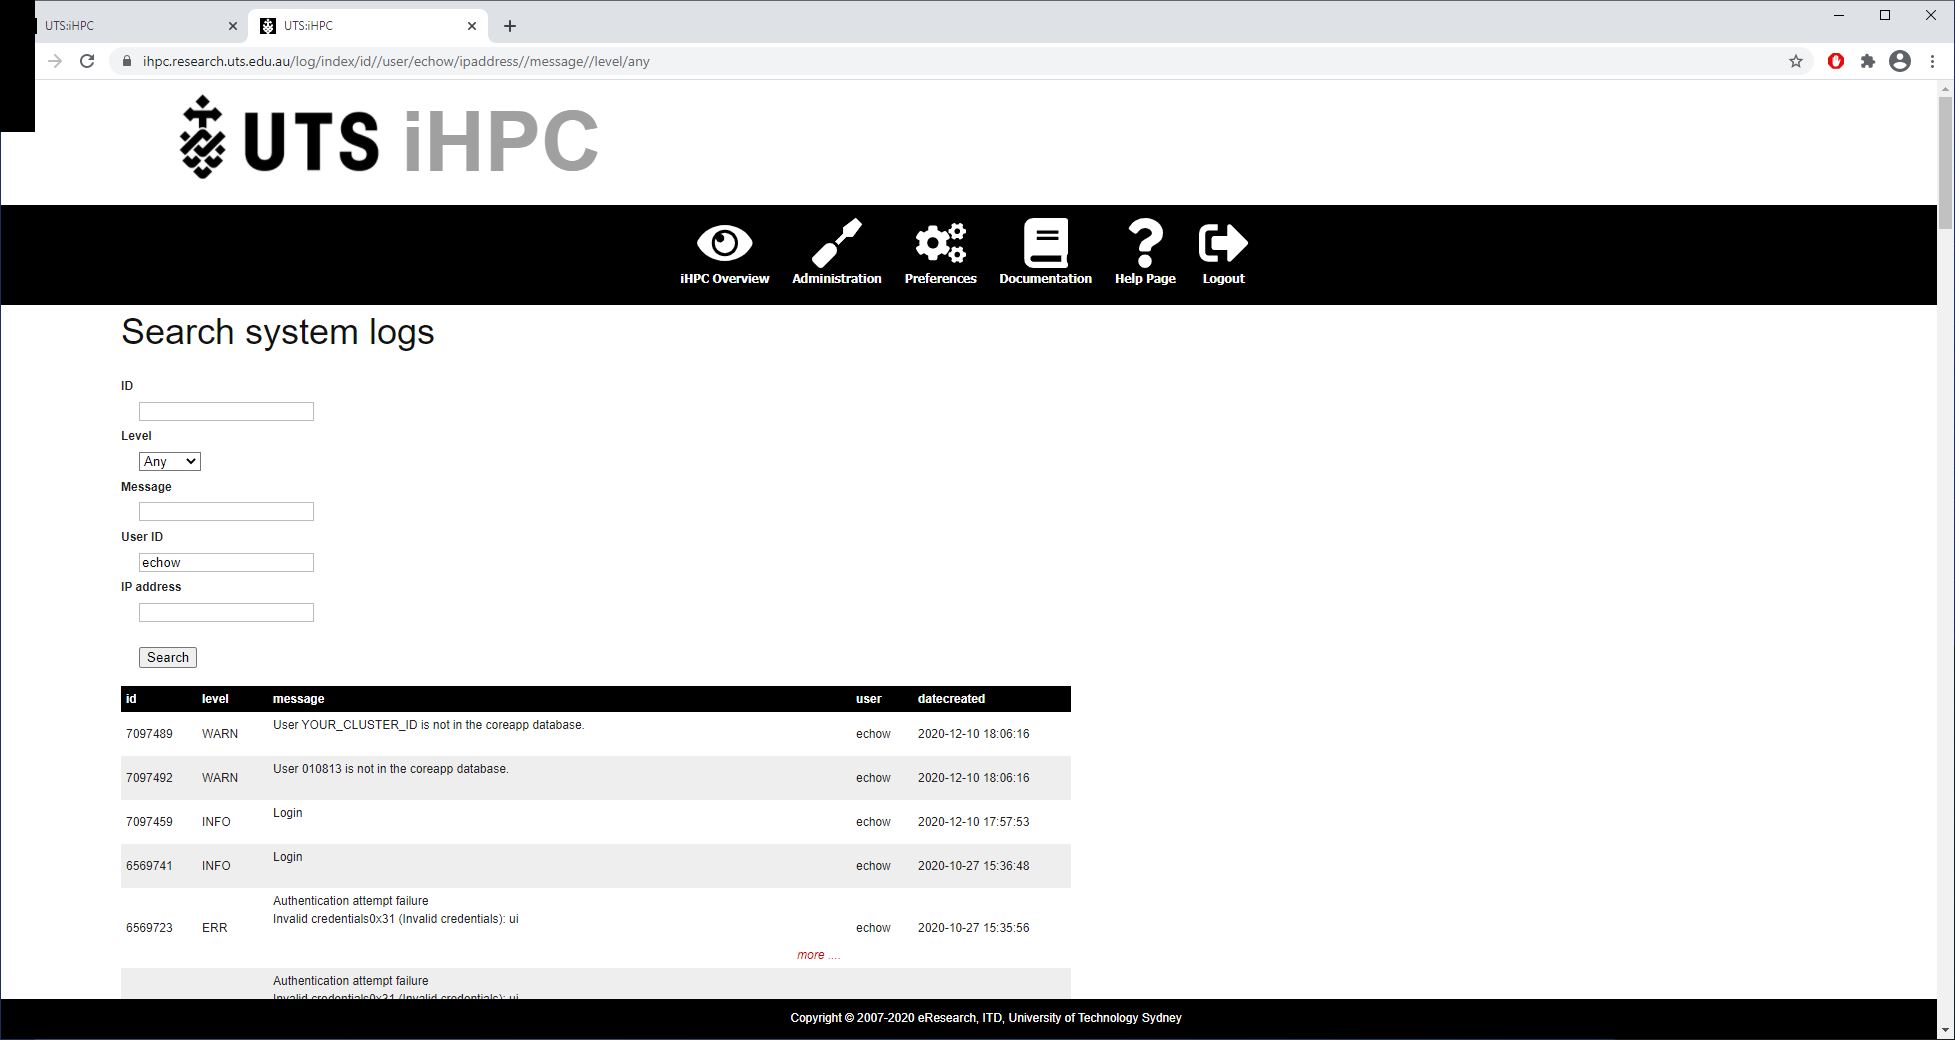 UTS:iHPC
UTS:iHPC
ihpc.research.uts.edu.au/log/index/id//user/echow/ipaddress//message//level/any
UTS iHPC
iHPC Overview Administration Preferences Documentation Help Page Logout
Search system logs
ID
Level
Any
Message
User ID
echow
IP address
Search
id level message user datecreated
7097489 WARN User YOUR_CLUSTER_ID is not in the coreapp database. echow 2020-12-10 18:06:16
7097492 WARN User 010813 is not in the coreapp database. echow 2020-12-10 18:06:16
7097459 INFO Login echow 2020-12-10 17:57:53
6569741 INFO Login echow 2020-10-27 15:36:48
Authentication attempt failure
Invalid credentials0x31 (Invalid credentials): ui
6569723 ERR echow 2020-10-27 15:35:56
more ....
Authentication attempt failure
Invalid credentials0x31 (Invalid credentials): ui
Copyright © 2007-2020 eResearch, ITD, University of Technology Sydney